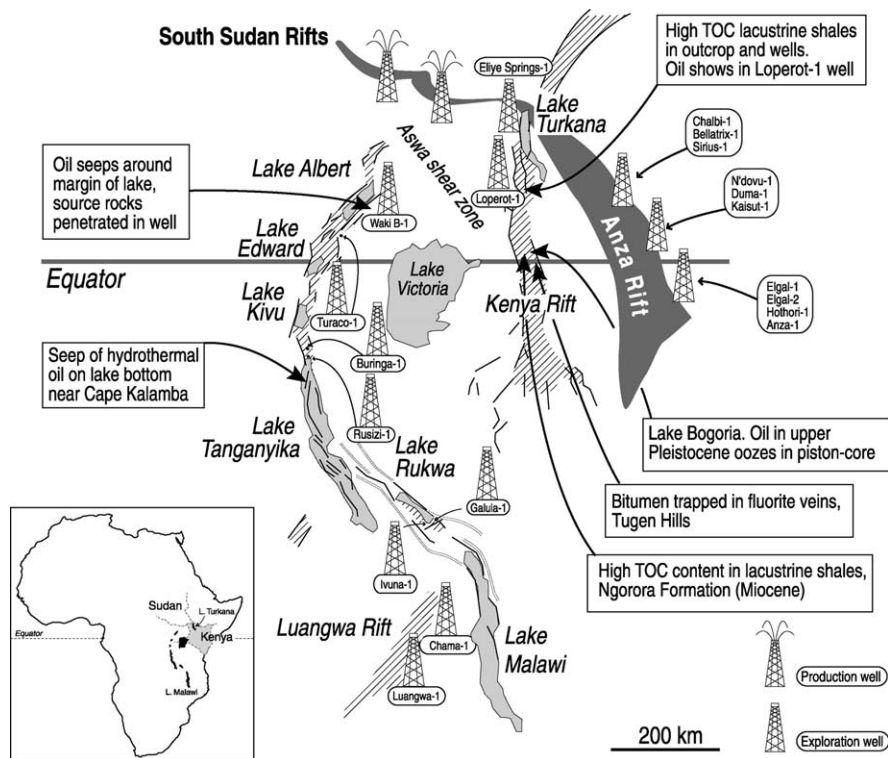 South Sudan Rifts
Eliye Springs-1
High TOC lacustrine shales
in outcrop and wells.
Oil shows in Loperot-1 well
Lake
Turkana
Aswa shear zone
Chalbi-1
Bellatrix-1
Sirius-1
Oil seeps around
margin of lake,
source rocks
penetrated in well
Lake Albert
Waki B-1
Loperot-1
N'dovu-1
Duma-1
Kaisut-1
Lake
Edward
Anza Rift
Equator
Lake
Victoria
Kenya Rift
Elgal-1
Elgal-2
Hothori-1
Anza-1
Lake
Kivu
Turaco-1
Buringa-1
Seep of hydrothermal
oil on lake bottom
near Cape Kalamba
Rusizi-1
Lake
Tanganyika
Lake
Rukwa
Lake Bogoria. Oil in upper
Pleistocene oozes in piston-core
Galula-1
Bitumen trapped in fluorite veins,
Tugen Hills
Ivuna-1
High TOC content in lacustrine shales,
Ngorora Formation (Miocene)
Luangwa Rift
Chama-1
Lake
Malawi
Luangwa-1
Sudan
L. Turkana
Equator
Kenya
L. Malawi
Production well
200 km
Exploration well